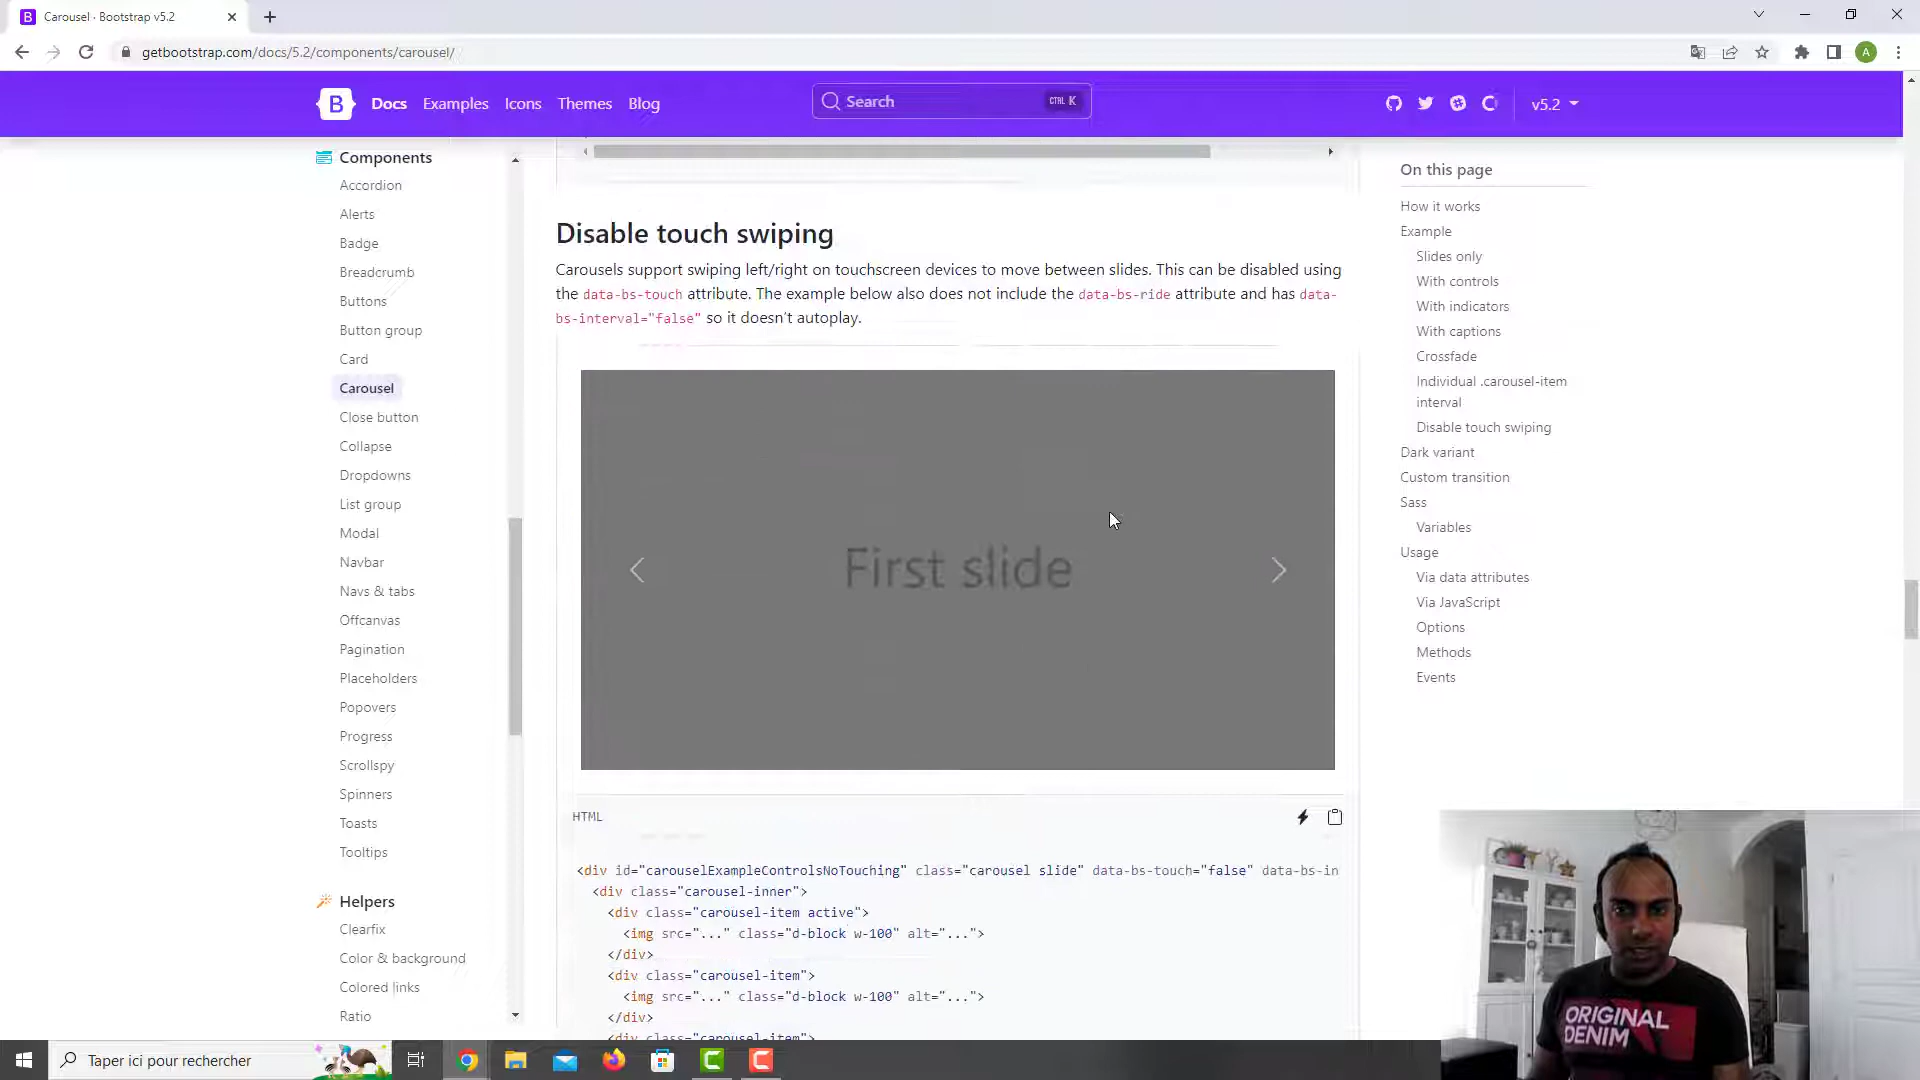 Carousel · Bootstrap v5.2
getbootstrap.com/docs/5.2/components/carousel/
A
B
Docs
Examples
Icons
Themes
Blog
Search
CTRL K
v5.2
Components
Accordion
Alerts
Badge
Breadcrumb
Buttons
Button group
Card
Carousel
Close button
Collapse
Dropdowns
List group
Modal
Navbar
Navs & tabs
Offcanvas
Pagination
Placeholders
Popovers
Progress
Scrollspy
Spinners
Toasts
Tooltips
Helpers
Clearfix
Color & background
Colored links
Ratio
Disable touch swiping
Carousels support swiping left/right on touchscreen devices to move between slides. This can be disabled using
the data-bs-touch attribute. The example below also does not include the data-bs-ride attribute and has data-
bs-interval="false" so it doesn’t autoplay.
First slide
HTML
<div id="carouselExampleControlsNoTouching" class="carousel slide" data-bs-touch="false" data-bs-in
<div class="carousel-inner">
<div class="carousel-item active">
<img src="..." class="d-block w-100" alt="...">
</div>
<div class="carousel-item">
<img src="..." class="d-block w-100" alt="...">
</div>
<div class="carousel-item">
On this page
How it works
Example
Slides only
With controls
With indicators
With captions
Crossfade
Individual .carousel-item
interval
Disable touch swiping
Dark variant
Custom transition
Sass
Variables
Usage
Via data attributes
Via JavaScript
Options
Methods
Events
ORIGINAL
DENIM
Taper ici pour rechercher